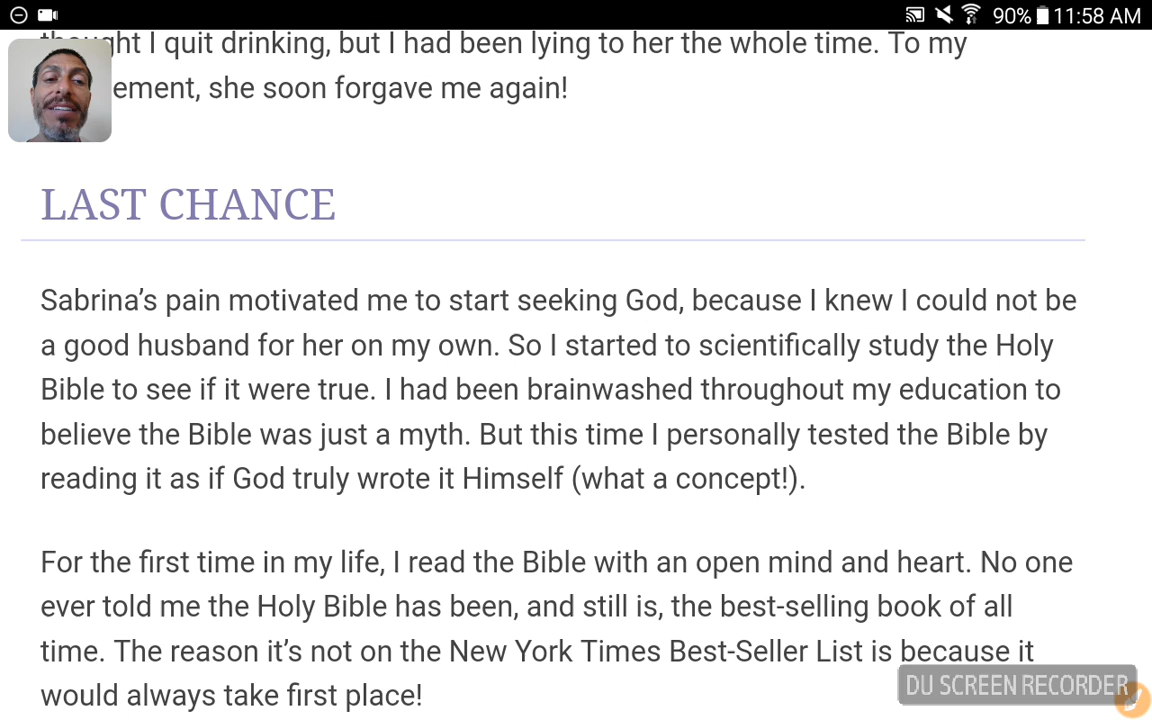 90% 11:58 AM
thought I quit drinking, but I had been lying to her the whole time. To my
ement, she soon forgave me again!
LAST CHANCE
Sabrina’s pain motivated me to start seeking God, because I knew I could not be
a good husband for her on my own. So I started to scientifically study the Holy
Bible to see if it were true. I had been brainwashed throughout my education to
believe the Bible was just a myth. But this time I personally tested the Bible by
reading it as if God truly wrote it Himself (what a concept!).
For the first time in my life, I read the Bible with an open mind and heart. No one
ever told me the Holy Bible has been, and still is, the best-selling book of all
time. The reason it’s not on the New York Times Best-Seller List is because it
would always take first place!
DU SCREEN RECORDER